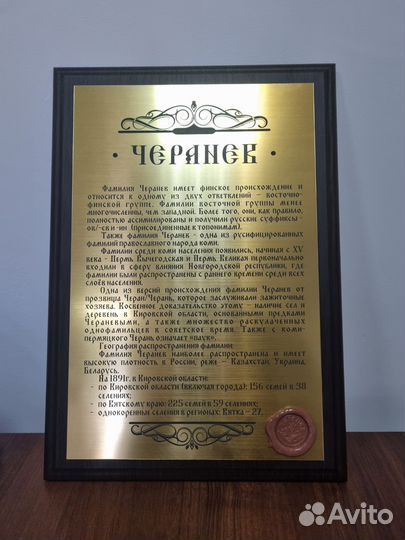 • ЧЕРАНЕВ •
Фамилия Черанев имеет финское происхождение и
относится к одному из двух ответвлений – восточно-
финской группе. Фамилии восточной группы менее
многочисленны, чем западной. Более того, они, как правило,
полностью ассимилированы и получили русские суффиксы -
ов/-ев и -ин (присоединенные к топонимам).
Также фамилия Черанев - одна из русифицированных
фамилий православного народа коми.
Фамилии среди коми населения появились, начиная с XV
века - Пермь Вычегодская и Пермь Великая первоначально
входили в сферу влияния Новгородской республики, где
фамилии были распространены с раннего времени среди всех
слоёв населения.
Одна из версий происхождения фамилии Черанев от
прозвища Черан/Черань, которое заслуживали зажиточные
хозяева. Косвенное доказательство этому – наличие сел и
деревень в Кировской области, основанными предками
Череневыми, а также множество раскулаченных
однофамильцев в советское время. Также с коми-
пермяцкого Черань означает «паук».
География распространения фамилии:
Фамилия Черанев наиболее распространена и имеет
высокую плотность в России, реже – Казахстан, Украина,
Беларусь.
На 1891г. в Кировской области:
- по Кировской области (включая города): 156 семей в 38
селениях;
- по Вятскому краю: 225 семей в 59 селениях;
- однокоренные селения в регионах: Вятка – 27.
Avito